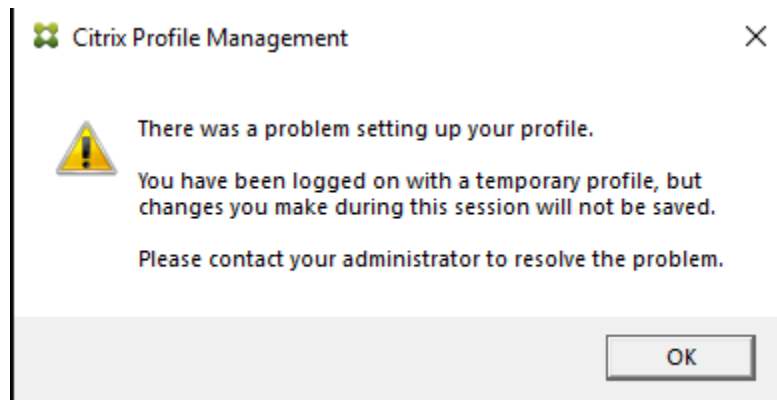 Citrix Profile Management
There was a problem setting up your profile.
You have been logged on with a temporary profile, but
changes you make during this session will not be saved.
Please contact your administrator to resolve the problem.
OK